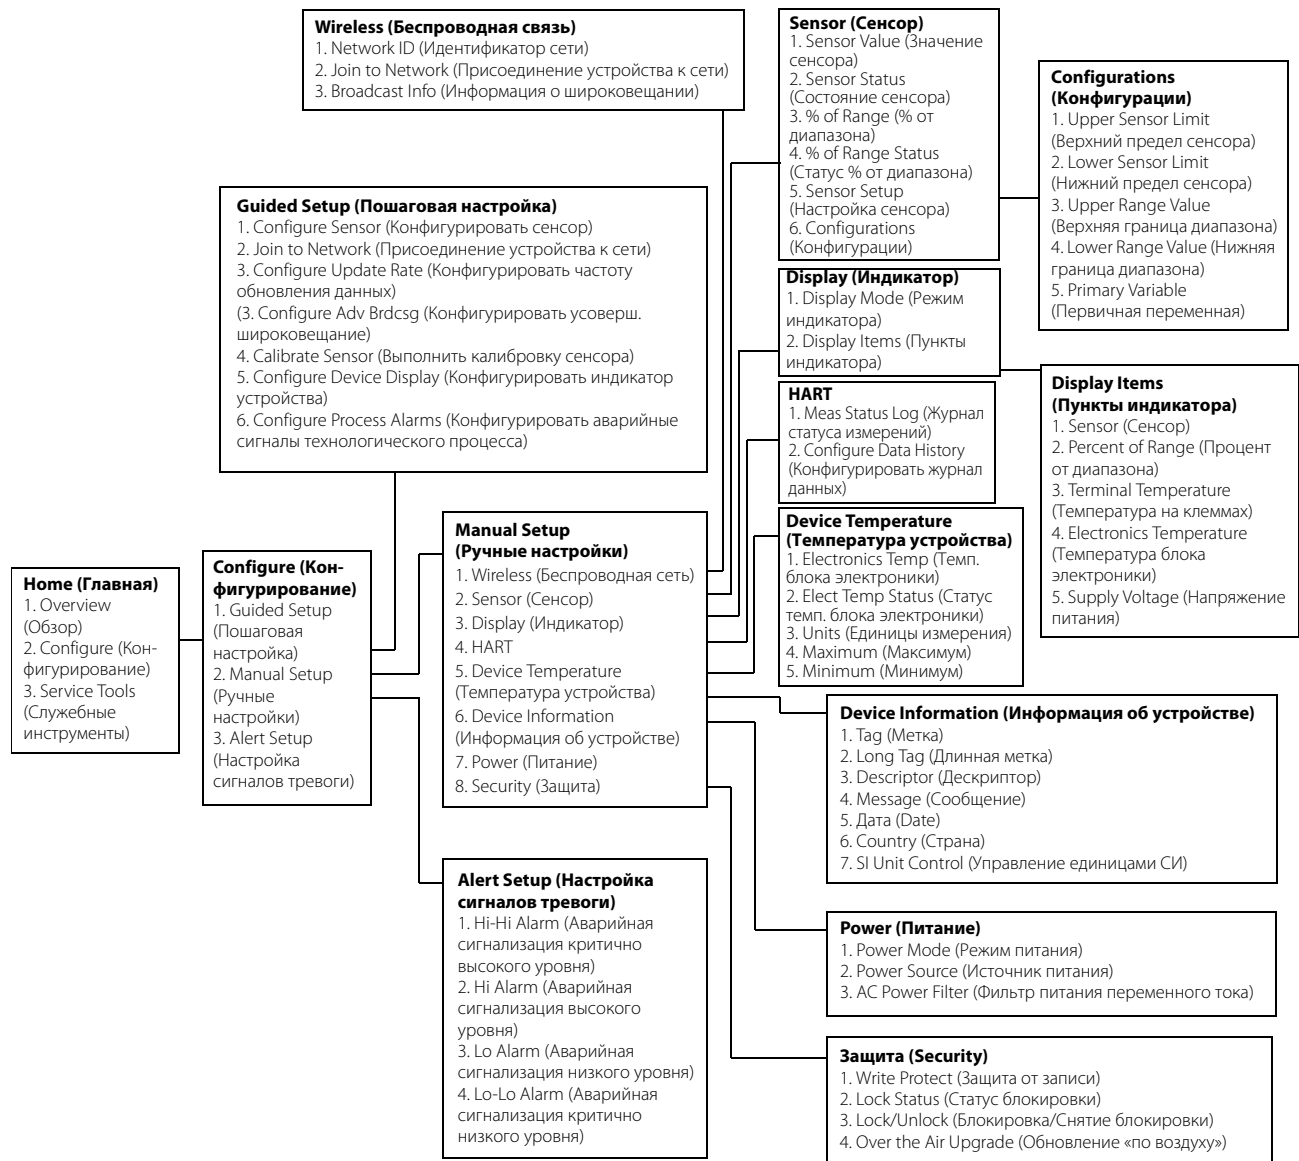 Wireless (Беспроводная связь)
1. Network ID (Идентификатор сети)
2. Join to Network (Присоединение устройства к сети)
3. Broadcast Info (Информация о широковещании)
Sensor (Сенсор)
1. Sensor Value (Значение
сенсора)
2. Sensor Status
(Состояние сенсора)
3. % of Range (% от
диапазона)
4. % of Range Status
(Статус % от диапазона)
5. Sensor Setup
(Настройка сенсора)
6. Configurations
(Конфигурации)
Configurations
(Конфигурации)
1. Upper Sensor Limit
(Верхний предел сенсора)
2. Lower Sensor Limit
(Нижний предел сенсора)
3. Upper Range Value
(Верхняя граница диапазона)
4. Lower Range Value (Нижняя
граница диапазона)
5. Primary Variable
(Первичная переменная)
Guided Setup (Пошаговая настройка)
1. Configure Sensor (Конфигурировать сенсор)
2. Join to Network (Присоединение устройства к сети)
3. Configure Update Rate (Конфигурировать частоту
обновления данных)
(3. Configure Adv Brdcsg (Конфигурировать усоверш.
широковещание)
4. Calibrate Sensor (Выполнить калибровку сенсора)
5. Configure Device Display (Конфигурировать индикатор
устройства)
6. Configure Process Alarms (Конфигурировать аварийные
сигналы технологического процесса)
Display (Индикатор)
1. Display Mode (Режим
индикатора)
2. Display Items (Пункты
индикатора)
Display Items
(Пункты индикатора)
1. Sensor (Сенсор)
2. Percent of Range (Процент
от диапазона)
3. Terminal Temperature
(Температура на клеммах)
4. Electronics Temperature
(Температура блока
электроники)
5. Supply Voltage (Напряжение
питания)
HART
1. Meas Status Log (Журнал
статуса измерений)
2. Configure Data History
(Конфигурировать журнал
данных)
Device Temperature
(Температура устройства)
1. Electronics Temp (Темп.
блока электроники)
2. Elect Temp Status (Статус
темп. блока электроники)
3. Units (Единицы измерения)
4. Maximum (Максимум)
5. Minimum (Минимум)
Home (Главная)
1. Overview
(Обзор)
2. Configure (Кон-
фигурирование)
3. Service Tools
(Служебные
инструменты)
Configure (Кон-
фигурирование)
1. Guided Setup
(Пошаговая
настройка)
2. Manual Setup
(Ручные
настройки)
3. Alert Setup
(Настройка
сигналов тревоги)
Manual Setup
(Ручные настройки)
1. Wireless (Беспроводная сеть)
2. Sensor (Сенсор)
3. Display (Индикатор)
4. HART
5. Device Temperature
(Температура устройства)
6. Device Information
(Информация об устройстве)
7. Power (Питание)
8. Security (Защита)
Device Information (Информация об устройстве)
1. Tag (Метка)
2. Long Tag (Длинная метка)
3. Descriptor (Дескриптор)
4. Message (Сообщение)
5. Дата (Date)
6. Country (Страна)
7. SI Unit Control (Управление единицами СИ)
Alert Setup (Настройка
сигналов тревоги)
1. Hi-Hi Alarm (Аварийная
сигнализация критично
высокого уровня)
2. Hi Alarm (Аварийная
сигнализация высокого
уровня)
3. Lo Alarm (Аварийная
сигнализация низкого уровня)
4. Lo-Lo Alarm (Аварийная
сигнализация критично
низкого уровня)
Power (Питание)
1. Power Mode (Режим питания)
2. Power Source (Источник питания)
3. AC Power Filter (Фильтр питания переменного тока)
Защита (Security)
1. Write Protect (Защита от записи)
2. Lock Status (Статус блокировки)
3. Lock/Unlock (Блокировка/Снятие блокировки)
4. Over the Air Upgrade (Обновление «по воздуху»)